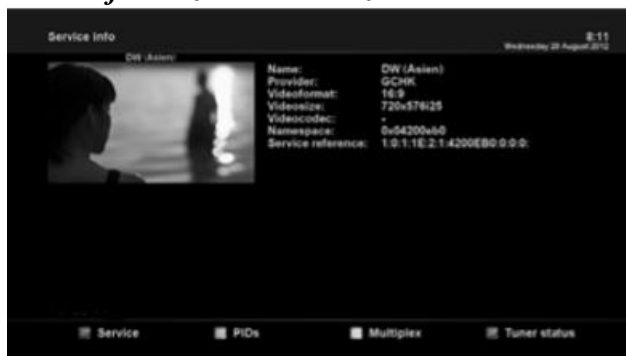 Service Info
8:11
Wednesday 29 August 2012
DW (Asien)
Name: DW (Asien)
Provider: GCHK
Videoformat: 16:9
Videosize: 720x576i25
Videocodec: -
Namespace: 0x04200eb0
Service reference: 1:0:1:1E:2:1:4200EB0:0:0:0:
Service
PIDs
Multiplex
Tuner status